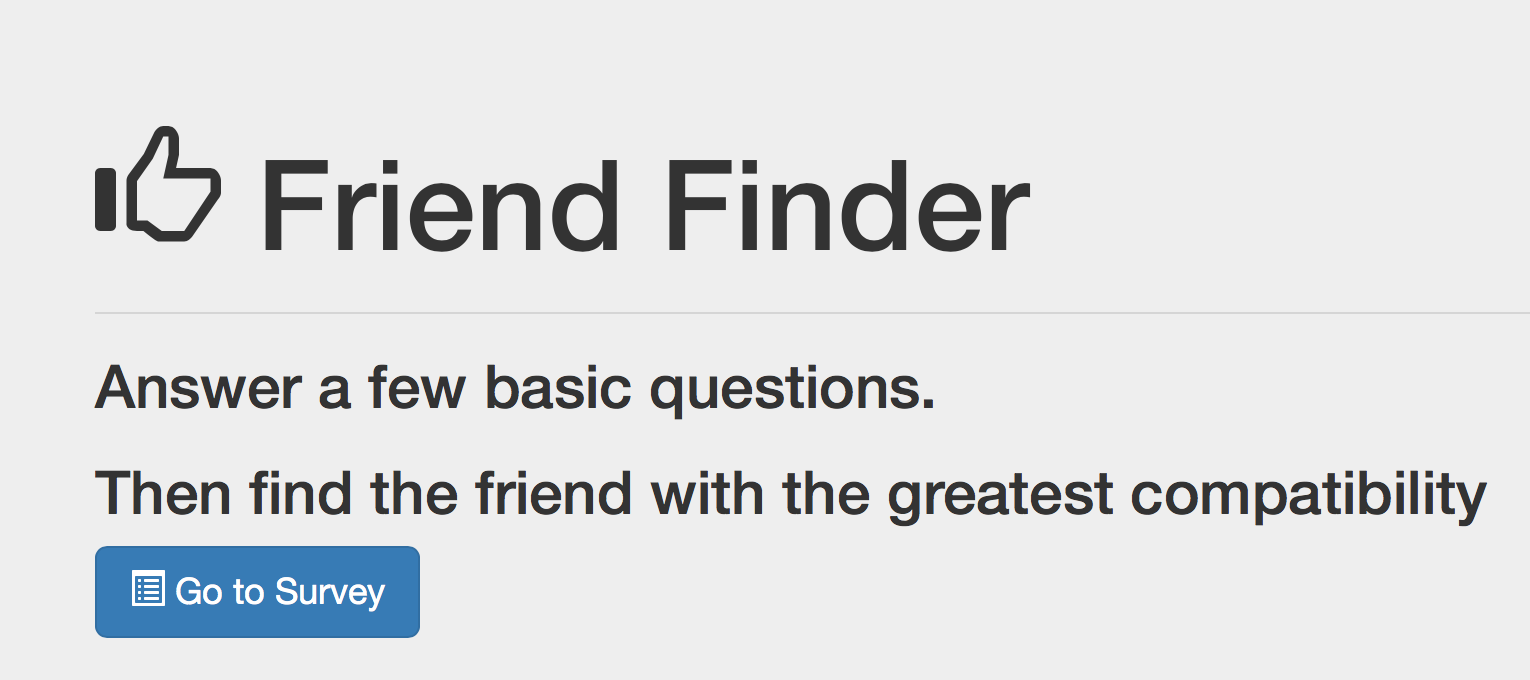 Friend Finder
Answer a few basic questions.
Then find the friend with the greatest compatibility
Go to Survey